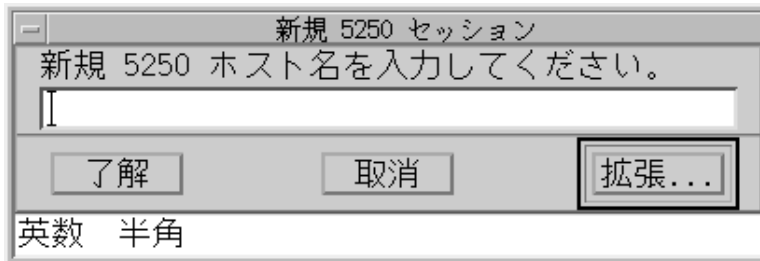 新規 5250 セッション
新規 5250 ホスト名を入力してください。
了解 取消 拡張...
英数 半角